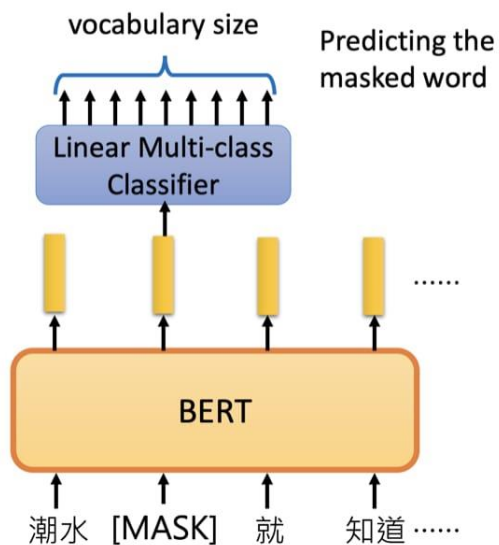 vocabulary size
Predicting the
masked word
Linear Multi-class
Classifier
......
BERT
潮水 [MASK] 就 知道 ......